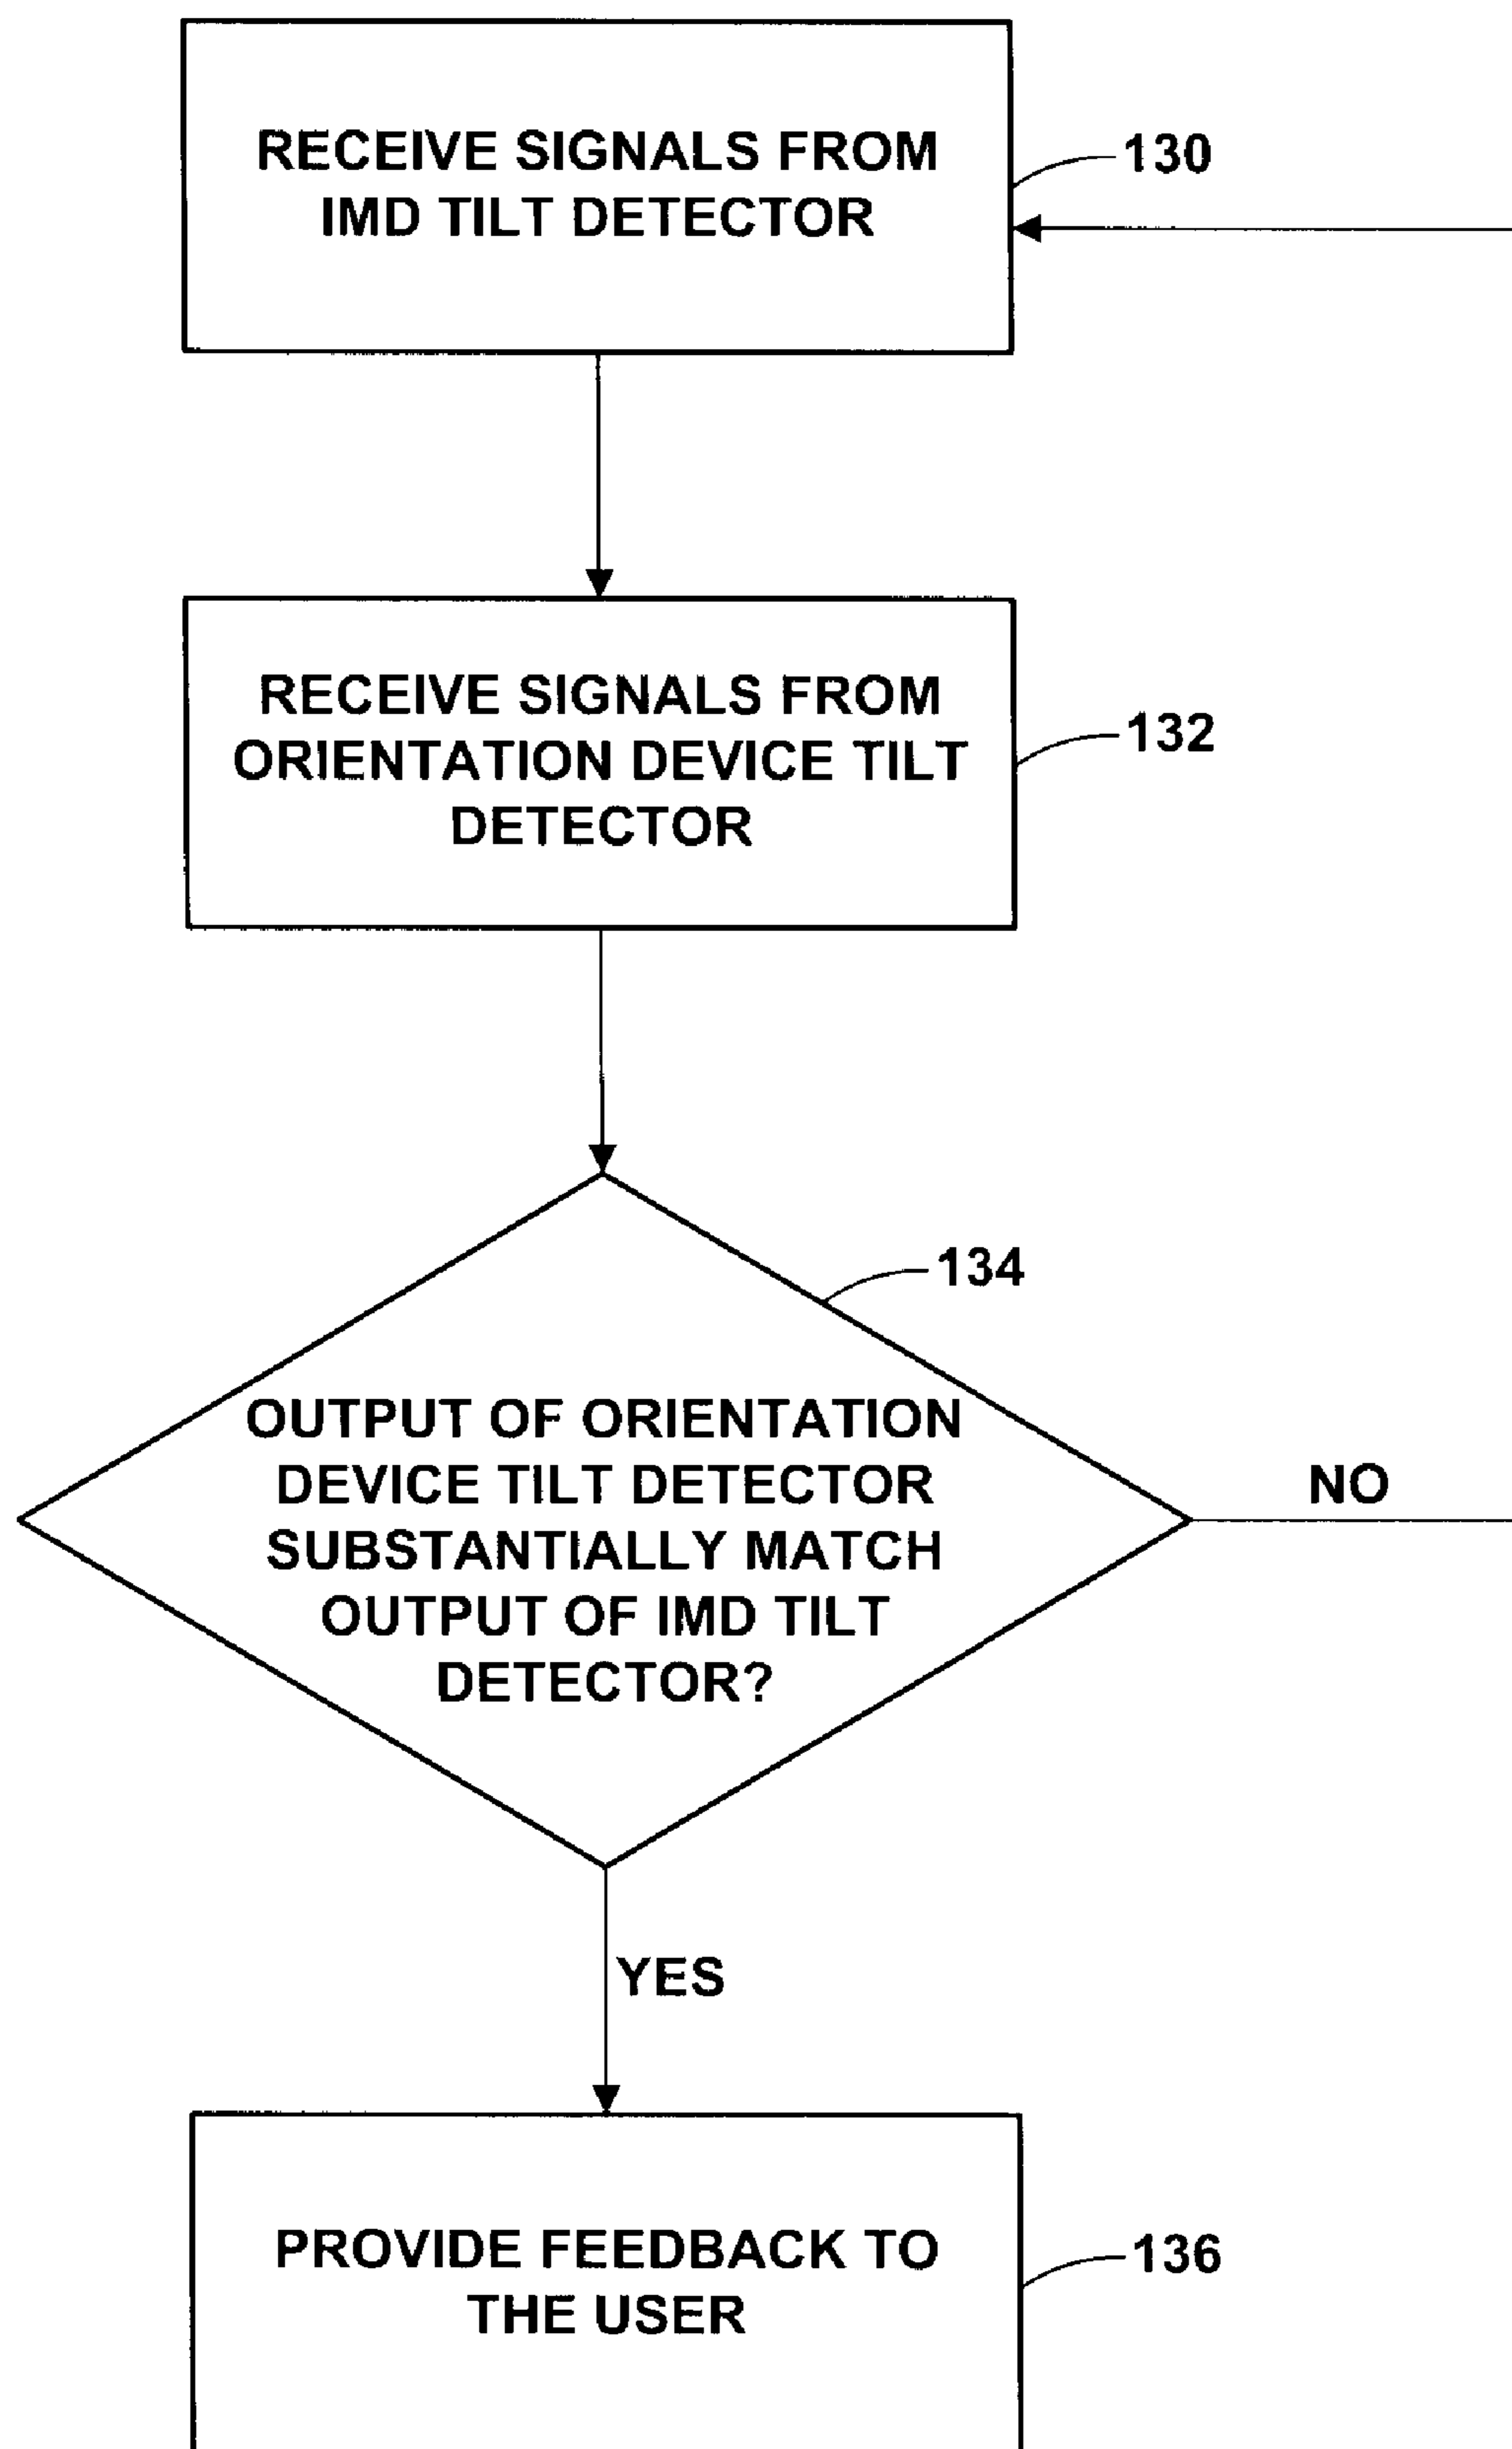 RECEIVE SIGNALS FROM
IMD TILT DETECTOR
130
RECEIVE SIGNALS FROM
ORIENTATION DEVICE TILT
DETECTOR
132
134
OUTPUT OF ORIENTATION
DEVICE TILT DETECTOR
SUBSTANTIALLY MATCH
OUTPUT OF IMD TILT
DETECTOR?
NO
YES
PROVIDE FEEDBACK TO
THE USER
136